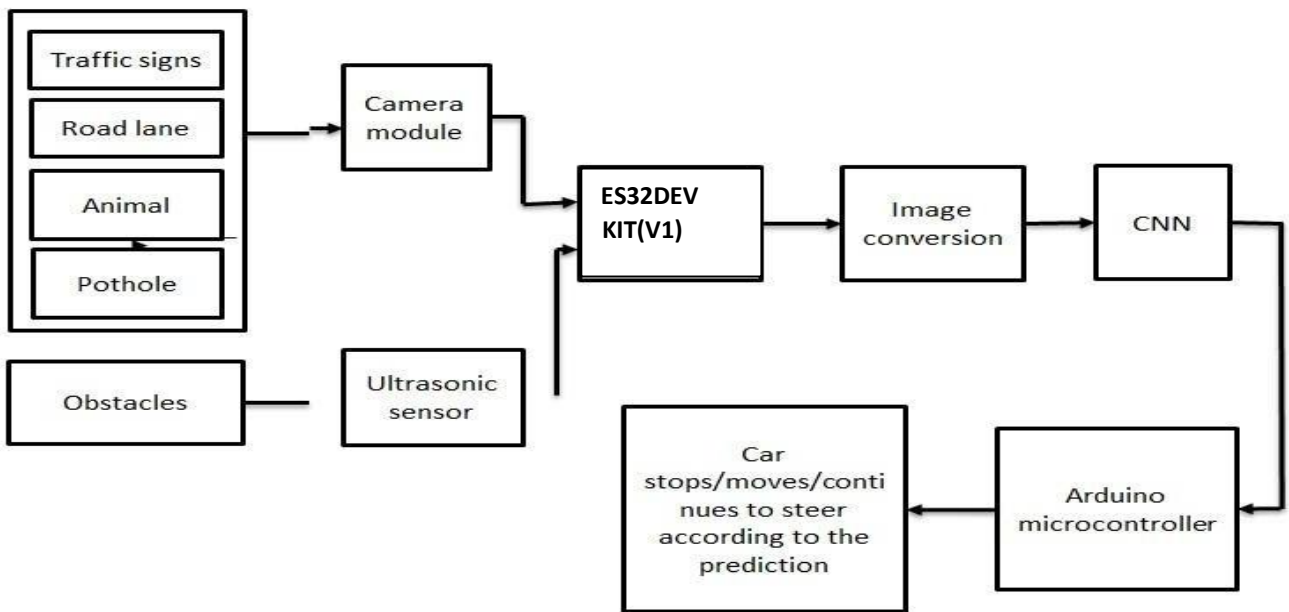 Traffic signs
Road lane
Animal
Pothole
Camera
module
ES32DEV
KIT(V1)
Image
conversion
CNN
Obstacles
Ultrasonic
sensor
Car
stops/moves/conti
nues to steer
according to the
prediction
Arduino
microcontroller